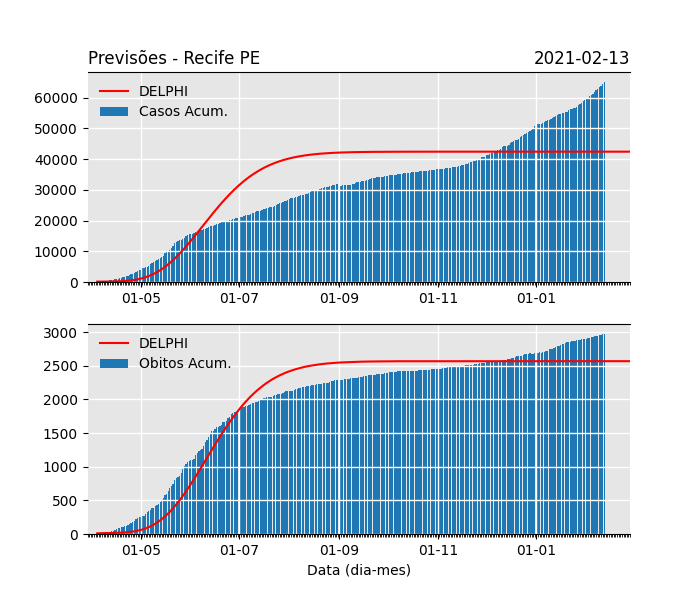 Previsões - Recife PE 2021-02-13
DELPHI
Casos Acum.
60000
50000
40000
30000
20000
10000
0
01-05 01-07 01-09 01-11 01-01
DELPHI
Obitos Acum.
3000
2500
2000
1500
1000
500
0
01-05 01-07 01-09 01-11 01-01
Data (dia-mes)